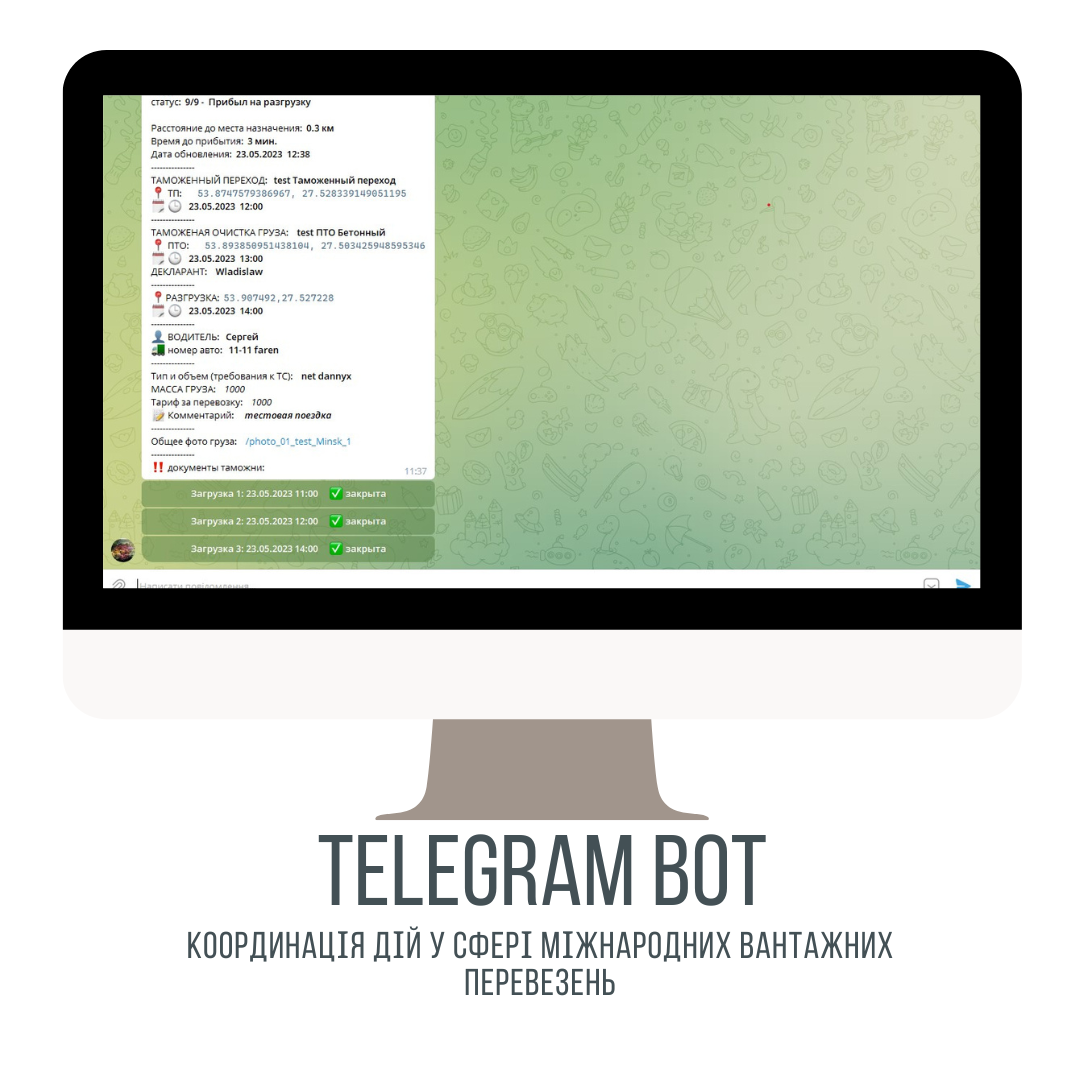 статус: 9/9 - Прибыл на разгрузку
Расстояние до места назначения: 0.3 км
Время до прибытия: 3 мин.
Дата обновления: 23.05.2023 12:38
---------------
ТАМОЖЕННЫЙ ПЕРЕХОД: test Таможенный переход
📍 ТП: 53.8747579386967, 27.528339149051195
📅🕒 23.05.2023 12:00
---------------
ТАМОЖЕНАЯ ОЧИСТКА ГРУЗА: test ПТО Бетонный
📍 ПТО: 53.893850951438104, 27.503425948595346
📅🕒 23.05.2023 13:00
ДЕКЛАРАНТ: Wladislaw
---------------
📍РАЗГРУЗКА: 53.907492,27.527228
📅🕒 23.05.2023 14:00
---------------
👤 ВОДИТЕЛЬ: Сергей
🚛 номер авто: 11-11 faren
---------------
Тип и объем (требования к ТС): net dannyx
МАССА ГРУЗА: 1000
Тариф за перевозку: 1000
📝 Комментарий: тестовая поездка
---------------
Общее фото груза: /photo_01_test_Minsk_1
---------------
‼️ документы таможни:
11:37
Загрузка 1: 23.05.2023 11:00 ✅ закрыта
Загрузка 2: 23.05.2023 12:00 ✅ закрыта
Загрузка 3: 23.05.2023 14:00 ✅ закрыта
Написати повідомлення...
TELEGRAM BOT
КООРДИНАЦІЯ ДІЙ У СФЕРІ МІЖНАРОДНИХ ВАНТАЖНИХ
ПЕРЕВЕЗЕНЬ